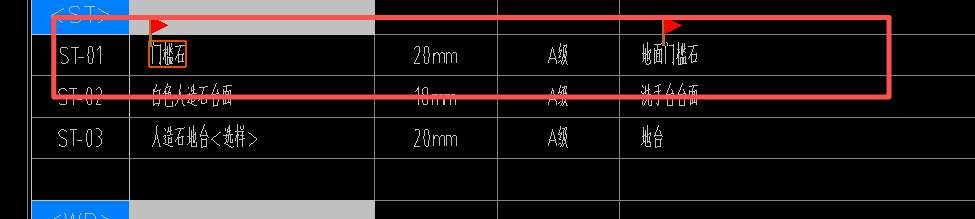 <ST>
ST-01 门槛石 20mm A级 地面门槛石
ST-02 白色人造石台面 10mm A级 洗手台台面
ST-03 人造石地台<选样> 20mm A级 地台